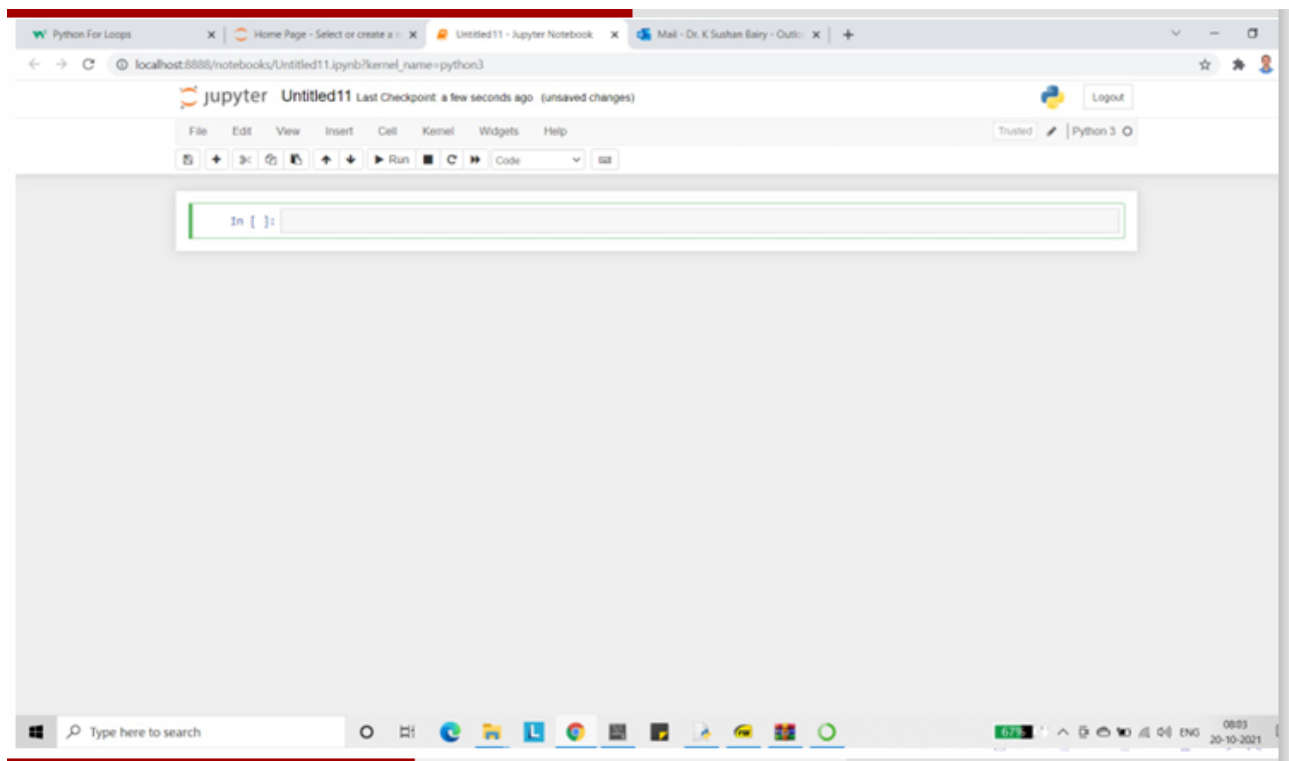 Python For Loops
Home Page - Select or create a n
Untitled11 - Jupyter Notebook
Mail - Dr. K Sushan Bairy - Outlo
localhost:8888/notebooks/Untitled11.ipynb?kernel_name=python3
jupyter Untitled11 Last Checkpoint: a few seconds ago (unsaved changes)
Logout
File Edit View Insert Cell Kernel Widgets Help
Trusted Python 3
Run Code
In [ ]:
Type here to search
67%
ENG
08:03
20-10-2021